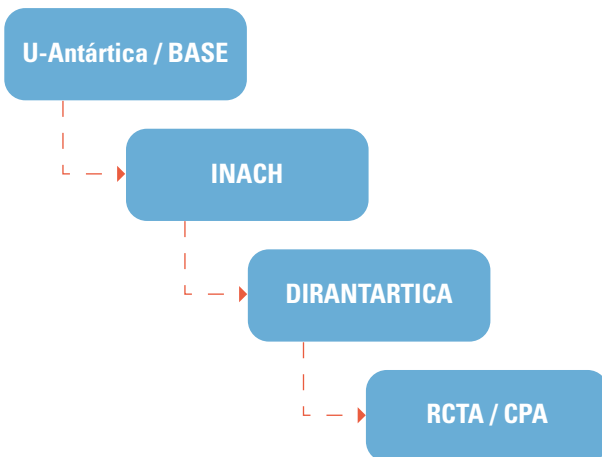 U-Antártica / BASE
INACH
DIRANTARTICA
RCTA / CPA